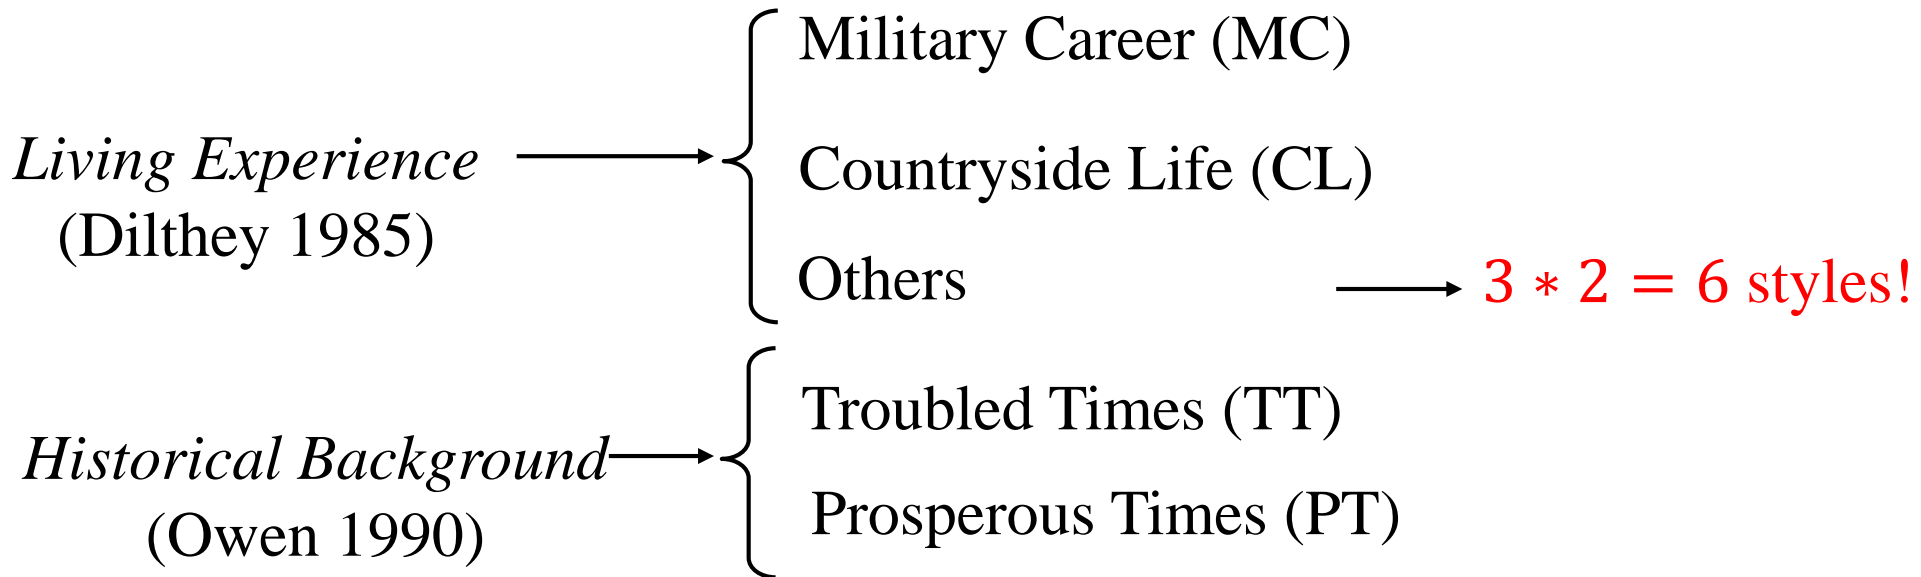 Military Career (MC)
Living Experience
(Dilthey 1985)
Countryside Life (CL)
Others
3 ∗ 2 = 6 styles!
Historical Background
(Owen 1990)
Troubled Times (TT)
Prosperous Times (PT)